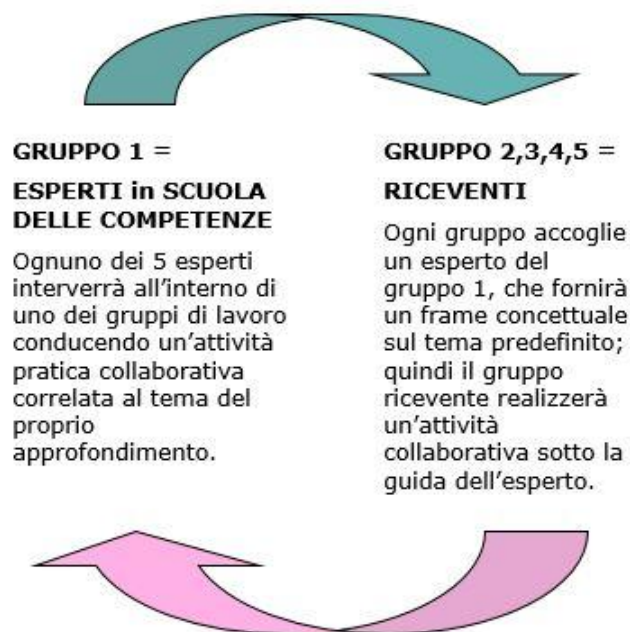 GRUPPO 1 =
ESPERTI in SCUOLA
DELLE COMPETENZE
Ognuno dei 5 esperti
interverrà all'interno di
uno dei gruppi di lavoro
conducendo un'attività
pratica collaborativa
correlata al tema del
proprio
approfondimento.
GRUPPO 2,3,4,5 =
RICEVENTI
Ogni gruppo accoglie
un esperto del
gruppo 1, che fornirà
un frame concettuale
sul tema predefinito;
quindi il gruppo
ricevente realizzerà
un'attività
collaborativa sotto la
guida dell'esperto.